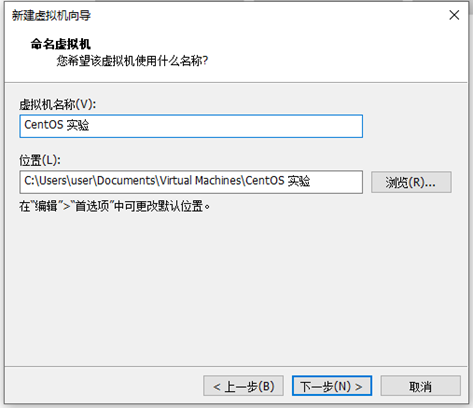 新建虚拟机向导
命名虚拟机
您希望该虚拟机使用什么名称?
虚拟机名称(V):
CentOS 实验
位置(L):
C:\Users\user\Documents\Virtual Machines\CentOS 实验
浏览(R)...
在“编辑”>“首选项”中可更改默认位置。
< 上一步(B)
下一步(N) >
取消